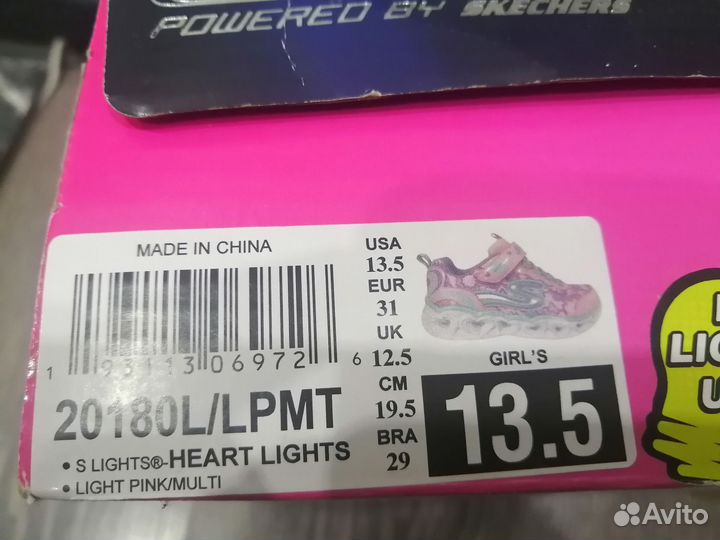 POWERED BY SKECHERS
MADE IN CHINA
USA
13.5
EUR
31
UK
12.5
CM
19.5
BRA
29
1 93113 06972 6
20180L/LPMT
• S LIGHTS®-HEART LIGHTS
• LIGHT PINK/MULTI
GIRL'S
13.5
Avito